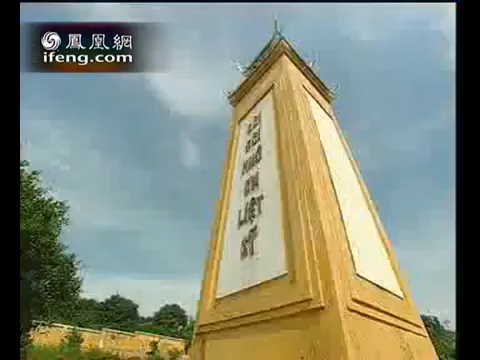 鳳凰網
ifeng.com
ĐỜI
ĐỜI
NHỚ
ƠN
LIỆT
SỸ